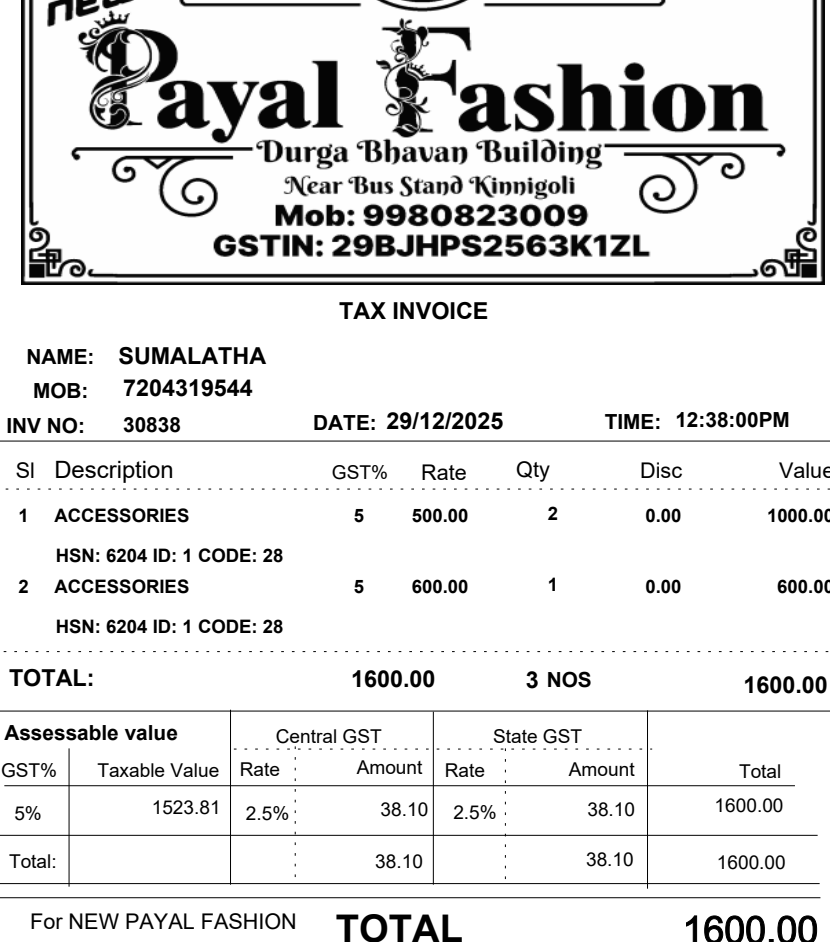 new
Payal Fashion
Durga Bhavan Building
Near Bus Stand Kinnigoli
Mob: 9980823009
GSTIN: 29BJHPS2563K1ZL
TAX INVOICE
NAME: SUMALATHA
MOB: 7204319544
INV NO: 30838 DATE: 29/12/2025 TIME: 12:38:00PM
Sl Description GST% Rate Qty Disc Value
1 ACCESSORIES 5 500.00 2 0.00 1000.00
HSN: 6204 ID: 1 CODE: 28
2 ACCESSORIES 5 600.00 1 0.00 600.00
HSN: 6204 ID: 1 CODE: 28
TOTAL: 1600.00 3 NOS 1600.00
Assessable value Central GST State GST
GST% Taxable Value Rate Amount Rate Amount Total
5% 1523.81 2.5% 38.10 2.5% 38.10 1600.00
Total: 38.10 38.10 1600.00
For NEW PAYAL FASHION TOTAL 1600.00